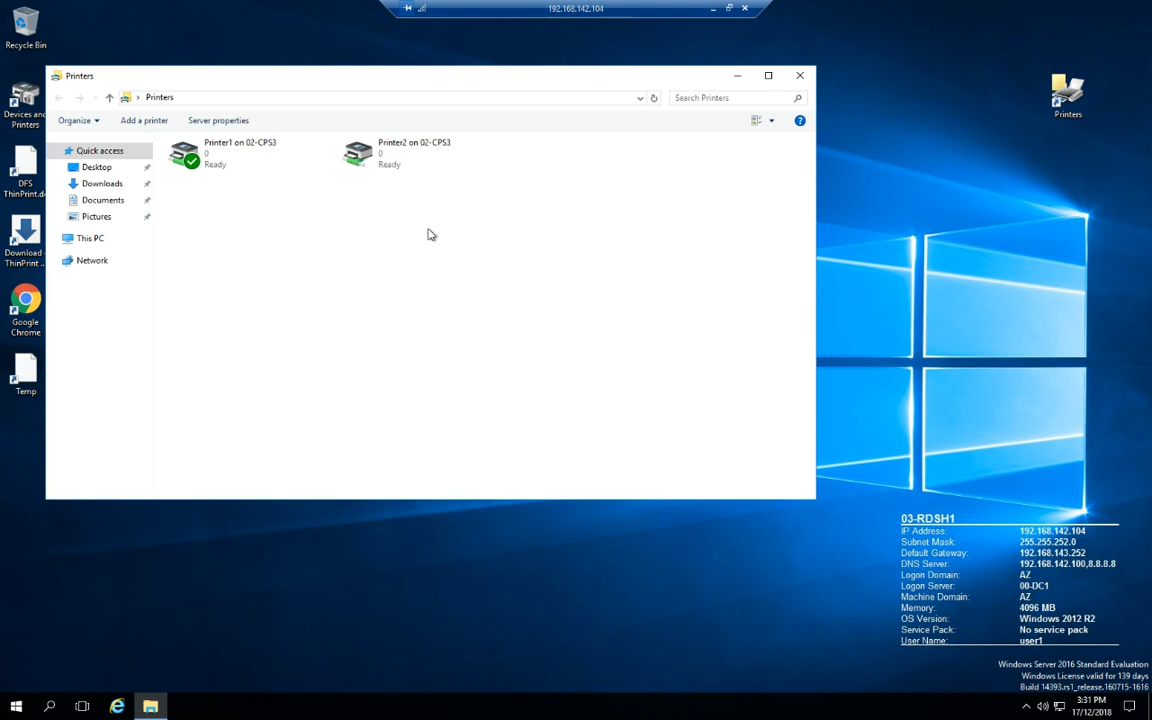 192.168.142.104
Recycle Bin
Devices and
Printers
DFS
ThinPrint.d
Download -
ThinPrint ..
Google
Chrome
Temp
Printers
Printers
Search Printers
Organize
Add a printer
Server properties
Quick access
Desktop
Downloads
Documents
Pictures
This PC
Network
Printer1 on 02-CPS3
0
Ready
Printer2 on 02-CPS3
0
Ready
Printers
03-RDSH1
IP Address: 192.168.142.104
Subnet Mask: 255.255.252.0
Default Gateway: 192.168.143.252
DNS Server: 192.168.142.100,8.8.8.8
Logon Domain: AZ
Logon Server: 00-DC1
Machine Domain: AZ
Memory: 4096 MB
OS Version: Windows 2012 R2
Service Pack: No service pack
User Name: user1
Windows Server 2016 Standard Evaluation
Windows License valid for 139 days
Build 14393.rs1_release.160715-1616
3:31 PM
17/12/2018